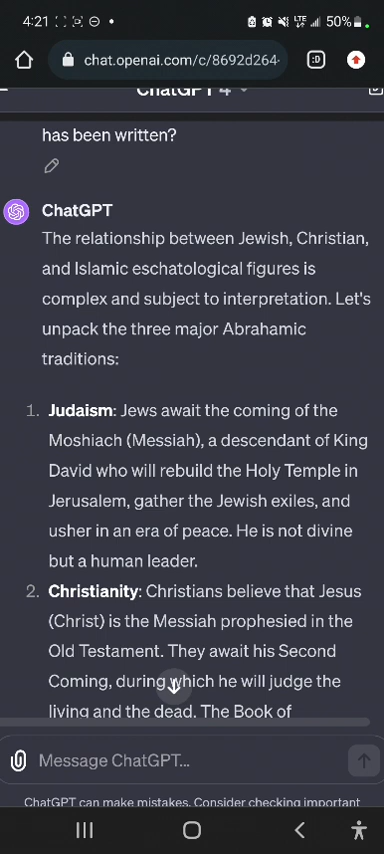 4:21
LTE
50%
chat.openai.com/c/8692d264-
:D
ChatGPT 4
has been written?
ChatGPT
The relationship between Jewish, Christian,
and Islamic eschatological figures is
complex and subject to interpretation. Let's
unpack the three major Abrahamic
traditions:
1. Judaism: Jews await the coming of the
Moshiach (Messiah), a descendant of King
David who will rebuild the Holy Temple in
Jerusalem, gather the Jewish exiles, and
usher in an era of peace. He is not divine
but a human leader.
2. Christianity: Christians believe that Jesus
(Christ) is the Messiah prophesied in the
Old Testament. They await his Second
Coming, during which he will judge the
living and the dead. The Book of
Message ChatGPT...
ChatGPT can make mistakes. Consider checking important